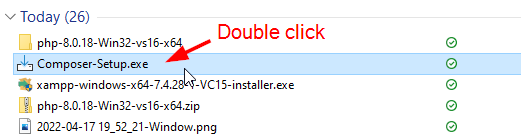 Today (26)
Double click
php-8.0.18-Win32-vs16-x64
Composer-Setup.exe
xampp-windows-x64-7.4.28-1-VC15-installer.exe
php-8.0.18-Win32-vs16-x64.zip
2022-04-17 19_52_21-Window.png